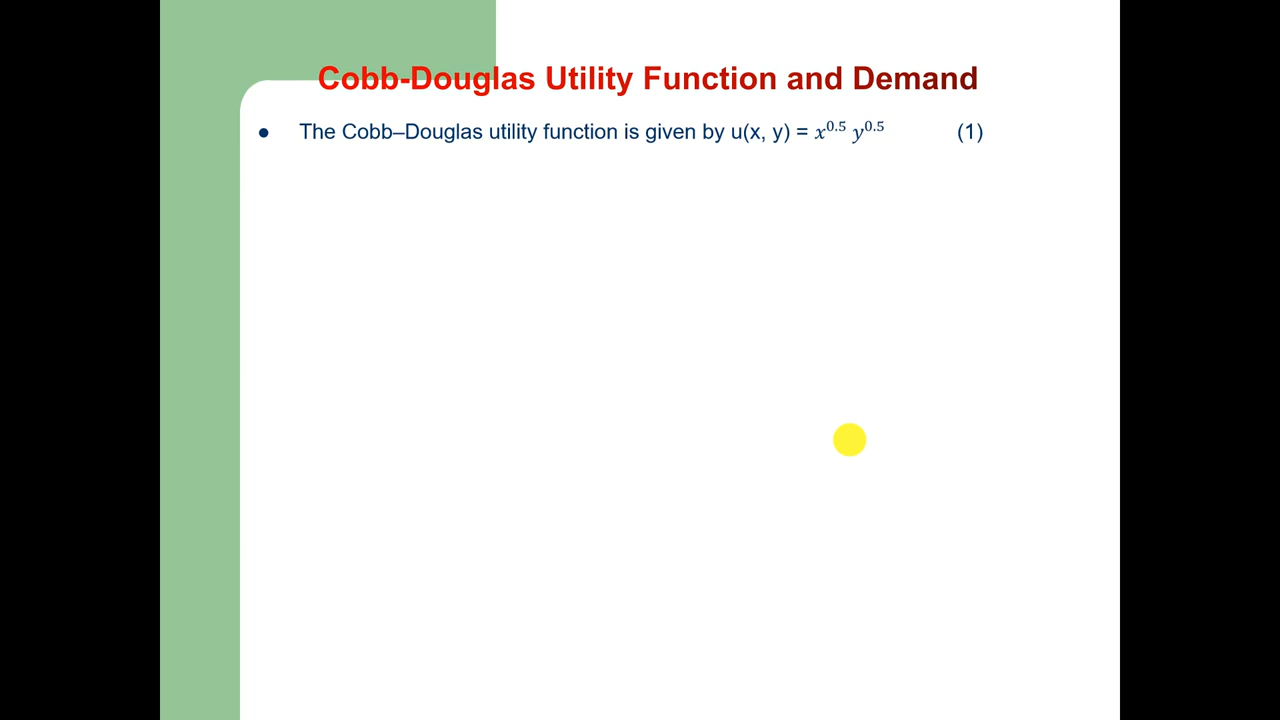 Cobb-Douglas Utility Function and Demand
● The Cobb–Douglas utility function is given by u(x, y) = 𝑥^0.5 𝑦^0.5 (1)